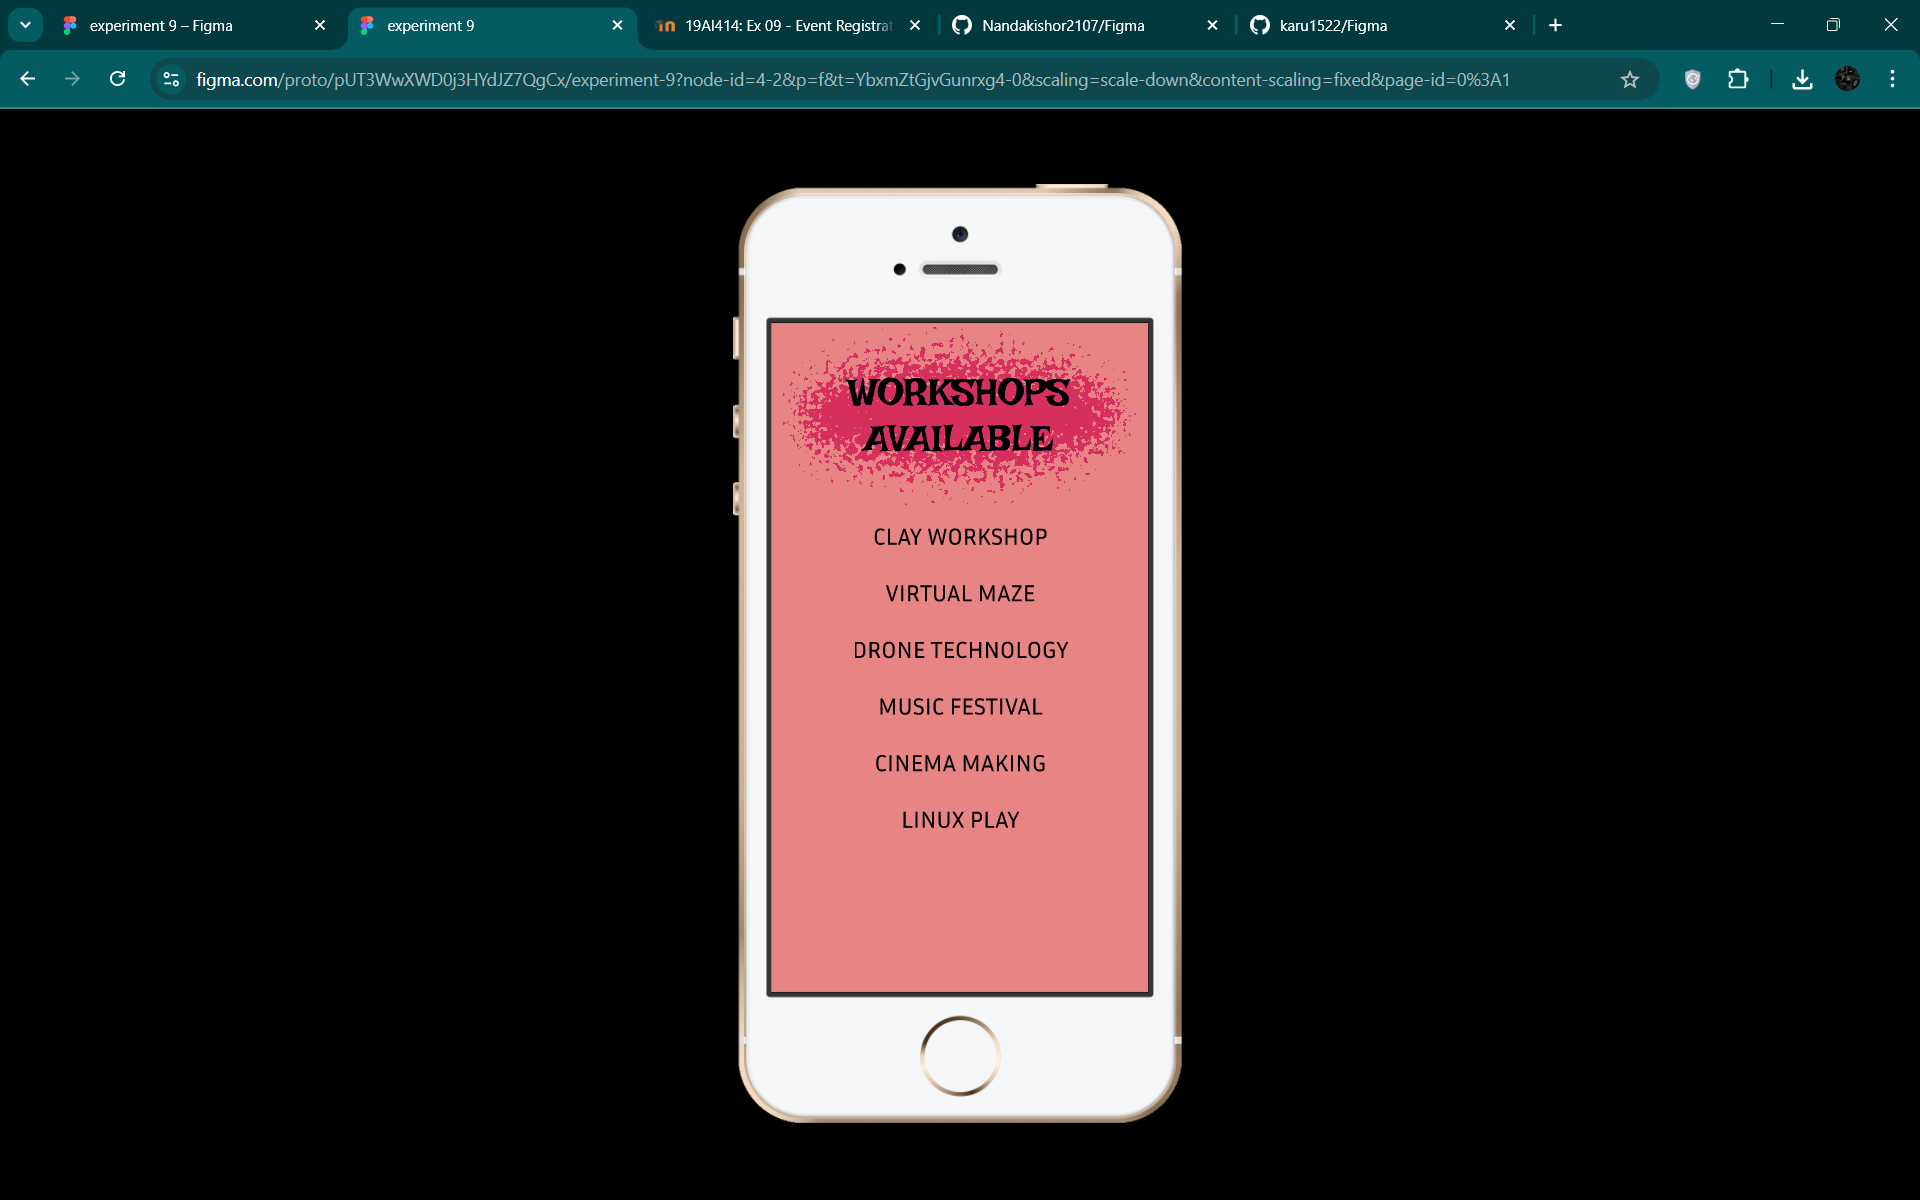 experiment 9 – Figma
experiment 9
19AI414: Ex 09 - Event Registrat
Nandakishor2107/Figma
karu1522/Figma
figma.com/proto/pUT3WwXWD0j3HYdJZ7QgCx/experiment-9?node-id=4-2&p=f&t=YbxmZtGjvGunrxg4-0&scaling=scale-down&content-scaling=fixed&page-id=0%3A1
WORKSHOPS
AVAILABLE
CLAY WORKSHOP
VIRTUAL MAZE
DRONE TECHNOLOGY
MUSIC FESTIVAL
CINEMA MAKING
LINUX PLAY